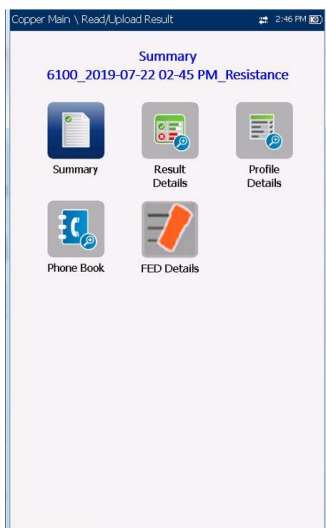 Copper Main \ Read/Upload Result 2:46 PM
Summary
6100_2019-07-22 02-45 PM_Resistance
Summary
Result
Details
Profile
Details
Phone Book
FED Details